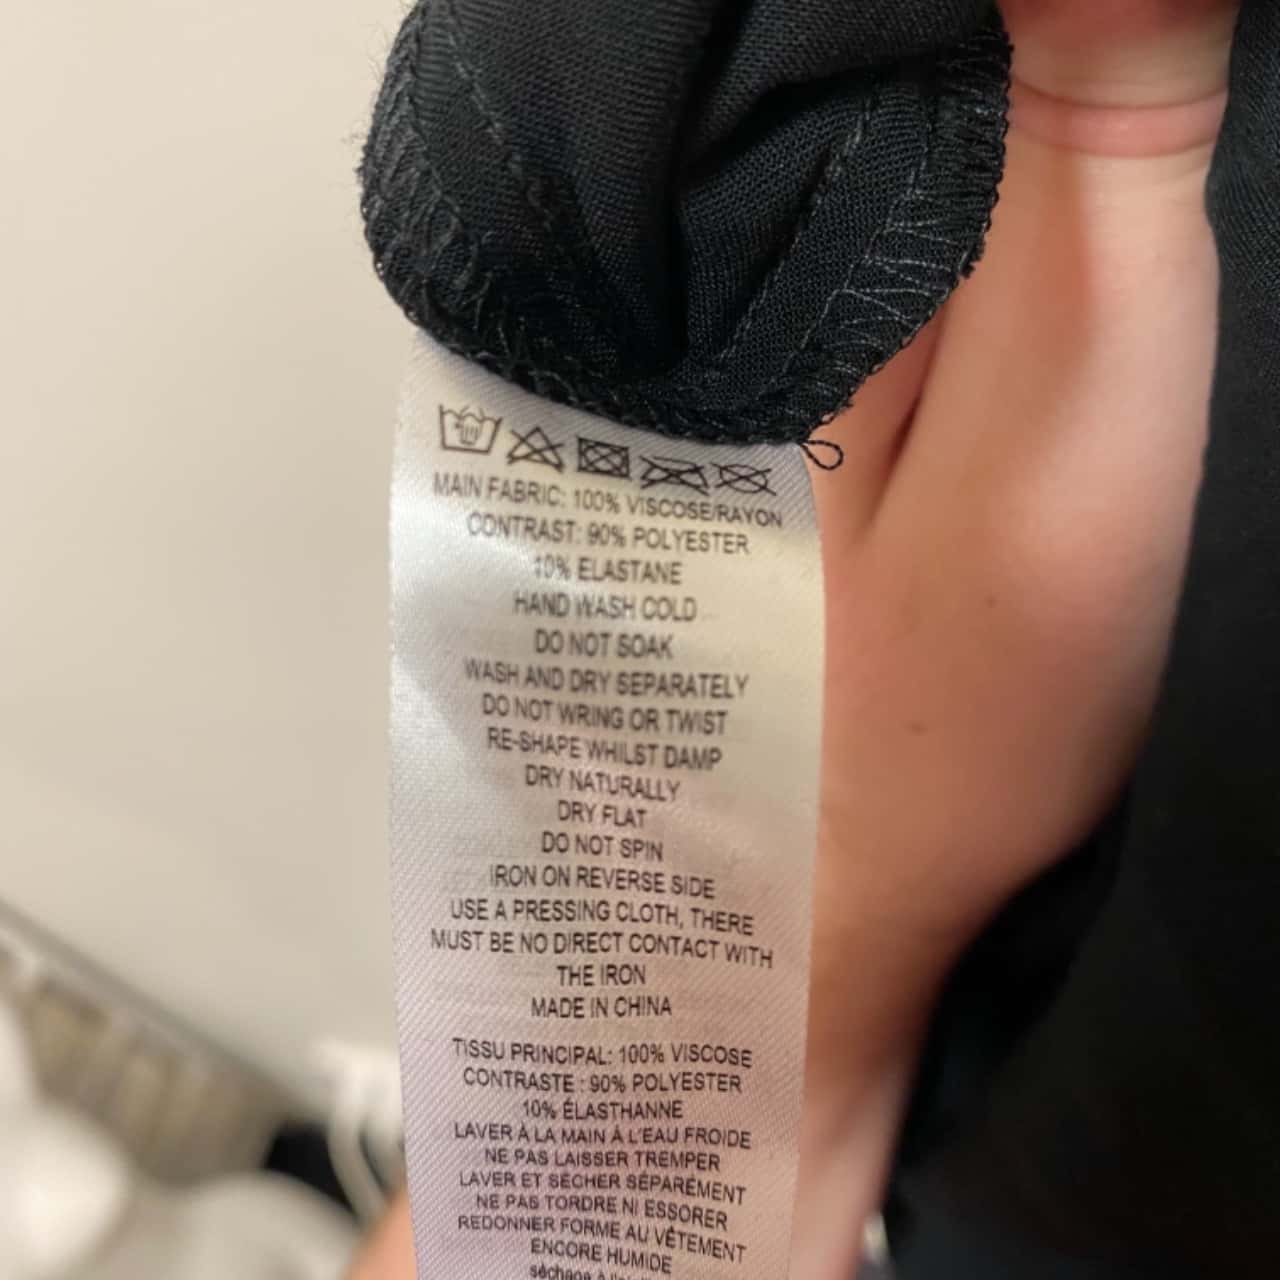 MAIN FABRIC: 100% VISCOSE/RAYON
CONTRAST: 90% POLYESTER
10% ELASTANE
HAND WASH COLD
DO NOT SOAK
WASH AND DRY SEPARATELY
DO NOT WRING OR TWIST
RE-SHAPE WHILST DAMP
DRY NATURALLY
DRY FLAT
DO NOT SPIN
IRON ON REVERSE SIDE
USE A PRESSING CLOTH, THERE
MUST BE NO DIRECT CONTACT WITH
THE IRON
MADE IN CHINA
TISSU PRINCIPAL: 100% VISCOSE
CONTRASTE : 90% POLYESTER
10% ÉLASTHANNE
LAVER À LA MAIN À L'EAU FROIDE
NE PAS LAISSER TREMPER
LAVER ET SÉCHER SÉPARÉMENT
NE PAS TORDRE NI ESSORER
REDONNER FORME AU VÊTEMENT
ENCORE HUMIDE
séchage à